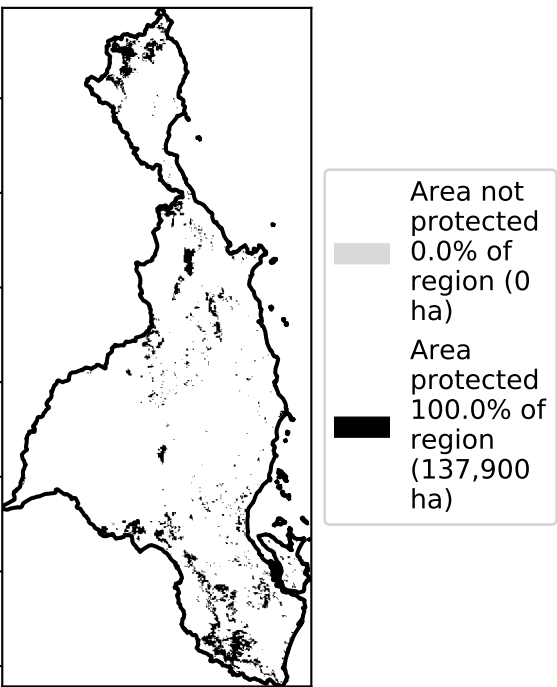 Area not
protected
0.0% of
region (0
ha)
Area
protected
100.0% of
region
(137,900
ha)